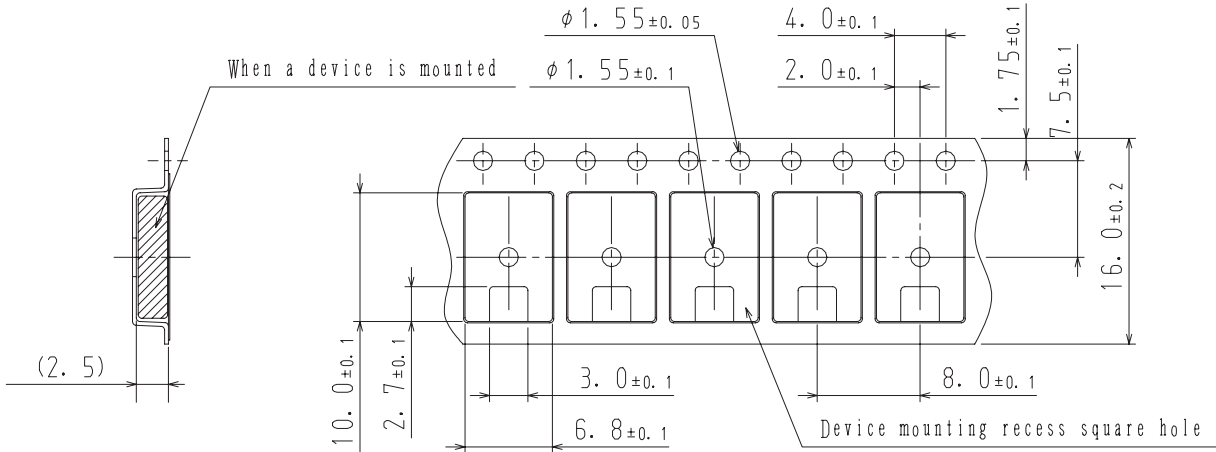 φ1.55±0.05
4.0±0.1
When a device is mounted
φ1.55±0.1
2.0±0.1
1.75±0.1
7.5±0.1
16.0±0.2
(2.5)
10.0±0.1
2.7±0.1
3.0±0.1
8.0±0.1
6.8±0.1
Device mounting recess square hole